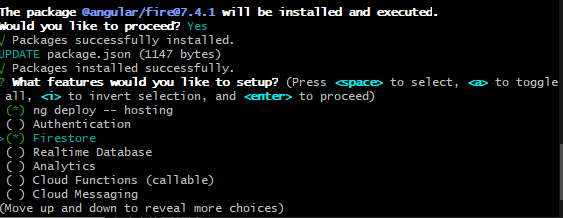 The package @angular/fire@7.4.1 will be installed and executed.
Would you like to proceed? Yes
√ Packages successfully installed.
UPDATE package.json (1147 bytes)
√ Packages installed successfully.
? What features would you like to setup? (Press <space> to select, <a> to toggle
all, <i> to invert selection, and <enter> to proceed)
(*) ng deploy -- hosting
( ) Authentication
>(*) Firestore
( ) Realtime Database
( ) Analytics
( ) Cloud Functions (callable)
( ) Cloud Messaging
(Move up and down to reveal more choices)